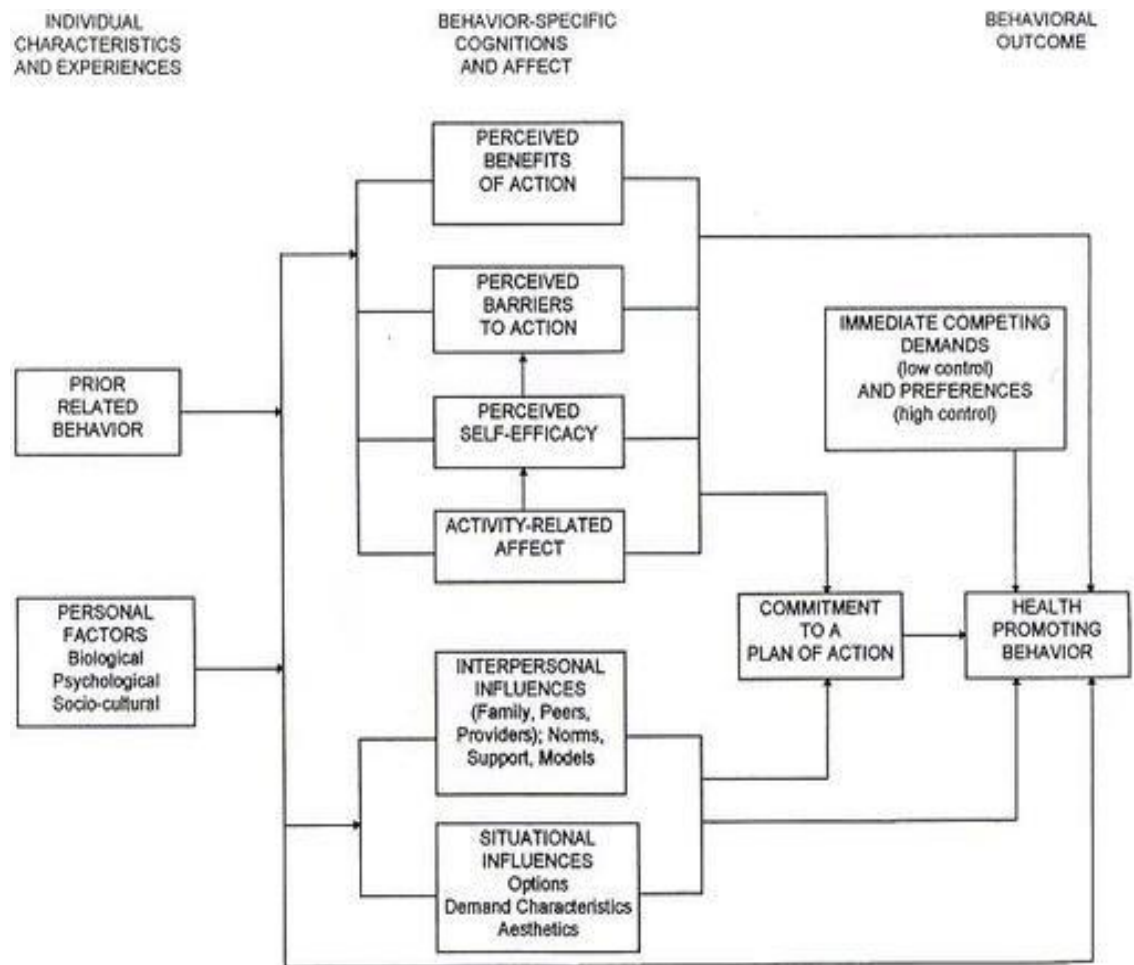 INDIVIDUAL
CHARACTERISTICS
AND EXPERIENCES
BEHAVIOR-SPECIFIC
COGNITIONS
AND AFFECT
BEHAVIORAL
OUTCOME
PERCEIVED
BENEFITS
OF ACTION
PERCEIVED
BARRIERS
TO ACTION
IMMEDIATE COMPETING
DEMANDS
(low control)
AND PREFERENCES
(high control)
PRIOR
RELATED
BEHAVIOR
PERCEIVED
SELF-EFFICACY
ACTIVITY-RELATED
AFFECT
PERSONAL
FACTORS
Biological
Psychological
Socio-cultural
COMMITMENT
TO A
PLAN OF ACTION
HEALTH
PROMOTING
BEHAVIOR
INTERPERSONAL
INFLUENCES
(Family, Peers,
Providers); Norms,
Support, Models
SITUATIONAL
INFLUENCES
Options
Demand Characteristics
Aesthetics